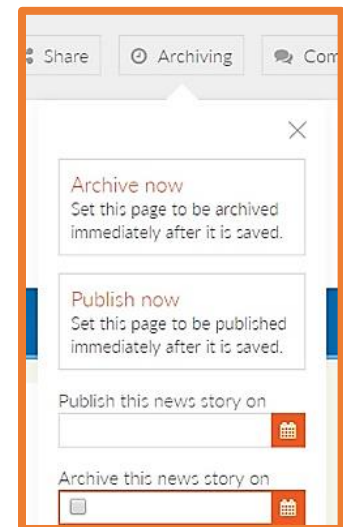 Share Archiving Com
Archive now
Set this page to be archived
immediately after it is saved.
Publish now
Set this page to be published
immediately after it is saved.
Publish this news story on
Archive this news story on